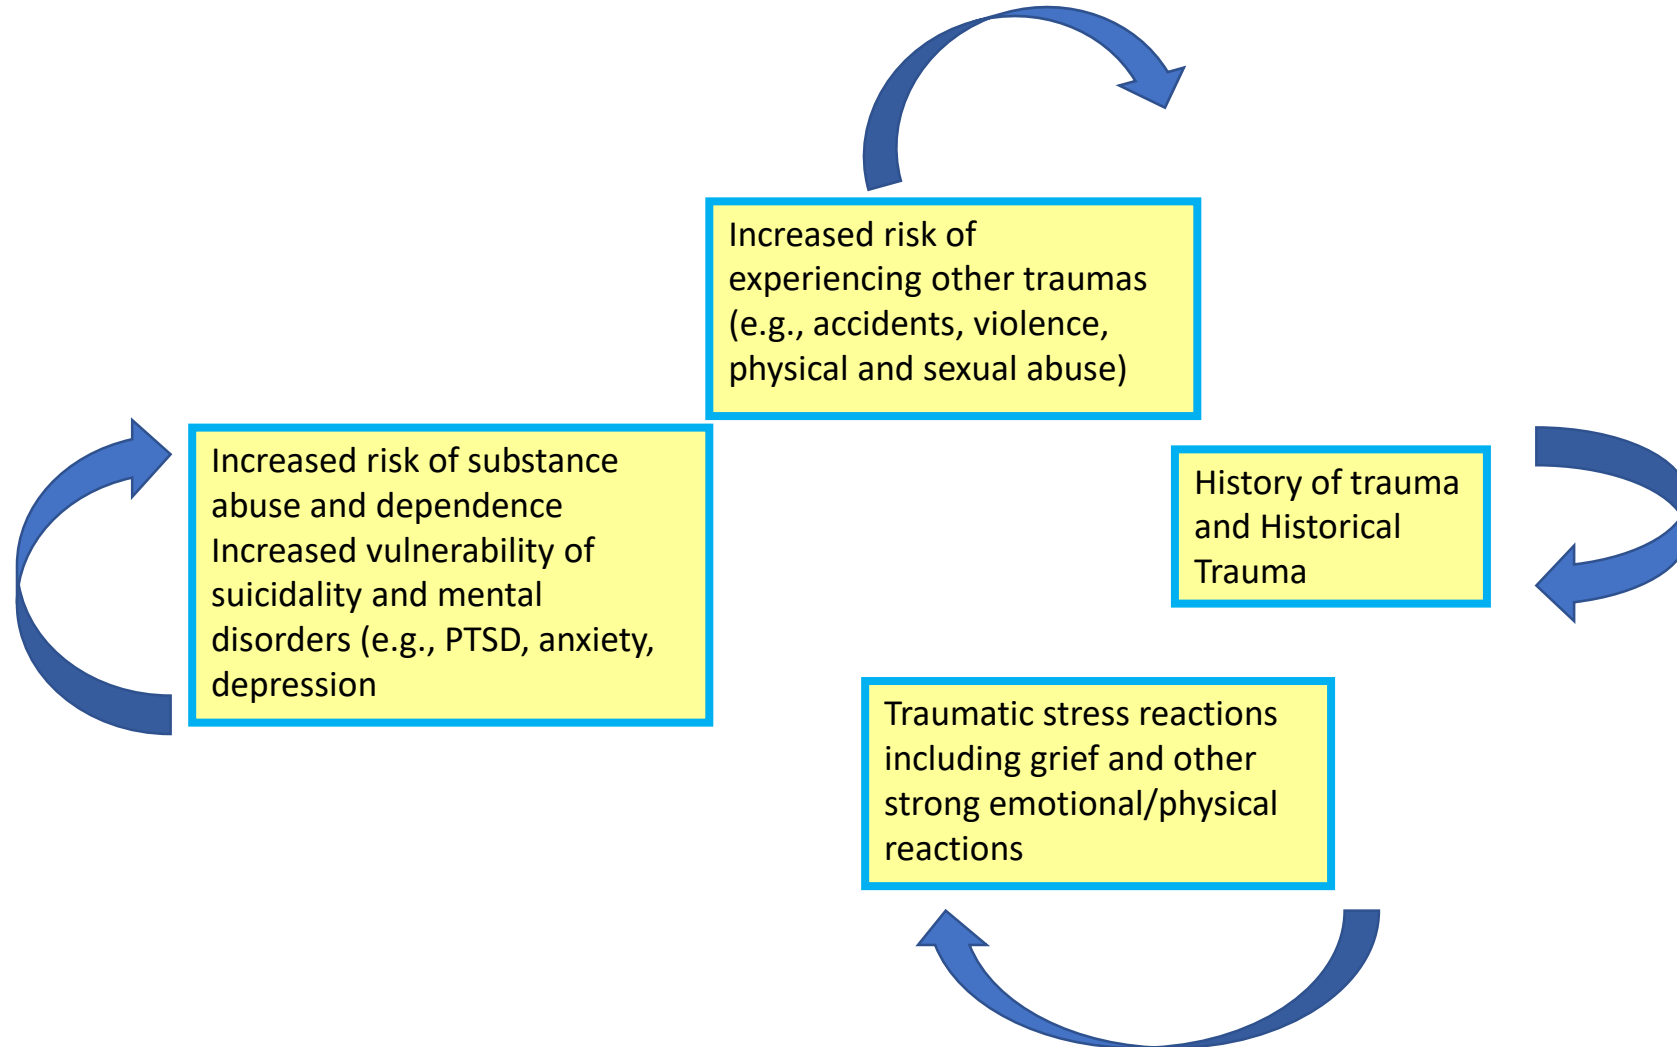 Increased risk of
experiencing other traumas
(e.g., accidents, violence,
physical and sexual abuse)
Increased risk of substance
abuse and dependence
Increased vulnerability of
suicidality and mental
disorders (e.g., PTSD, anxiety,
depression
History of trauma
and Historical
Trauma
Traumatic stress reactions
including grief and other
strong emotional/physical
reactions